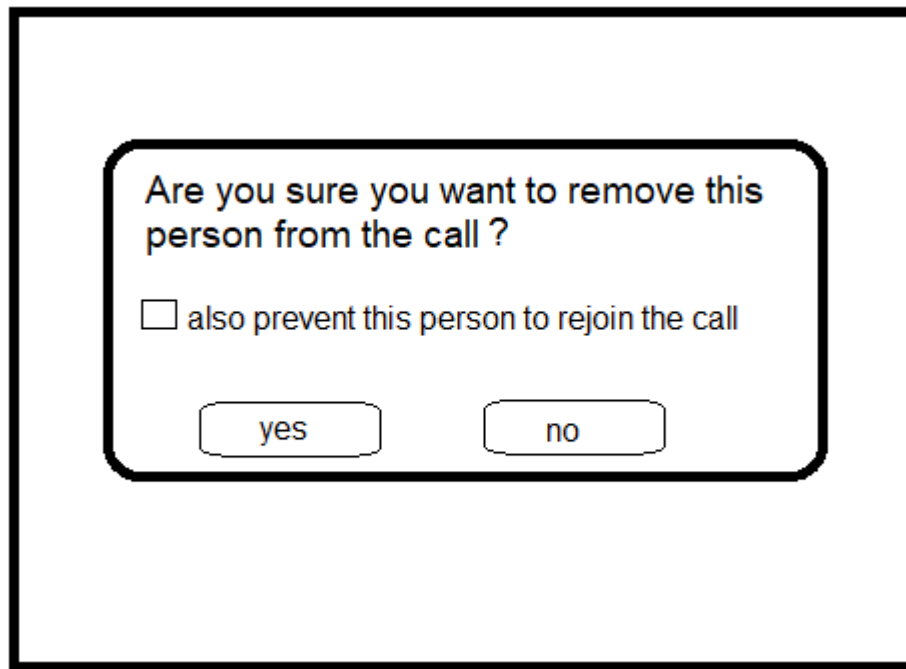 Are you sure you want to remove this
person from the call ?
also prevent this person to rejoin the call
yes no